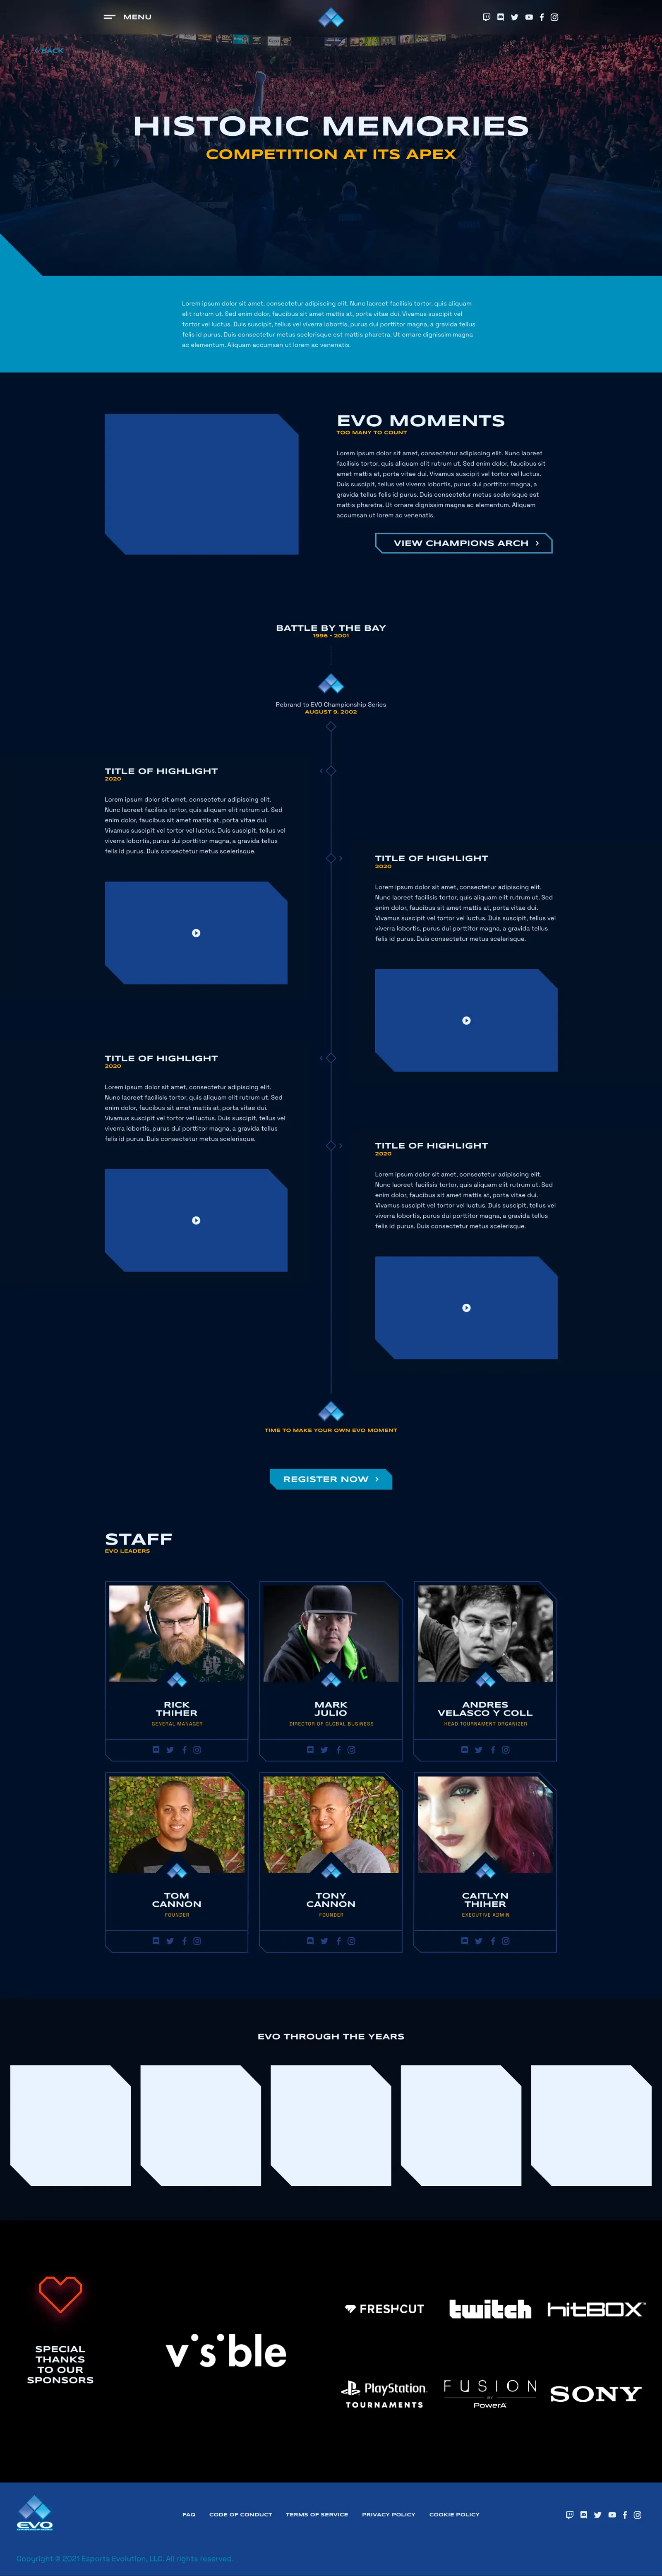 MENU
BACK
HISTORIC MEMORIES
COMPETITION AT ITS APEX
Lorem ipsum dolor sit amet, consectetur adipiscing elit. Nunc laoreet facilisis tortor, quis aliquam
elit rutrum ut. Sed enim dolor, faucibus sit amet mattis at, porta vitae dui. Vivamus suscipit vel
tortor vel luctus. Duis suscipit, tellus vel viverra lobortis, purus dui porttitor magna, a gravida tellus
felis id purus. Duis consectetur metus scelerisque est mattis pharetra. Ut ornare dignissim magna
ac elementum. Aliquam accumsan ut lorem ac venenatis.
EVO MOMENTS
TOO MANY TO COUNT
Lorem ipsum dolor sit amet, consectetur adipiscing elit. Nunc laoreet
facilisis tortor, quis aliquam elit rutrum ut. Sed enim dolor, faucibus sit
amet mattis at, porta vitae dui. Vivamus suscipit vel tortor vel luctus.
Duis suscipit, tellus vel viverra lobortis, purus dui porttitor magna, a
gravida tellus felis id purus. Duis consectetur metus scelerisque est
mattis pharetra. Ut ornare dignissim magna ac elementum. Aliquam
accumsan ut lorem ac venenatis.
VIEW CHAMPIONS ARCH
BATTLE BY THE BAY
1996 - 2001
Rebrand to EVO Championship Series
AUGUST 9, 2002
TITLE OF HIGHLIGHT
2020
Lorem ipsum dolor sit amet, consectetur adipiscing elit.
Nunc laoreet facilisis tortor, quis aliquam elit rutrum ut. Sed
enim dolor, faucibus sit amet mattis at, porta vitae dui.
Vivamus suscipit vel tortor vel luctus. Duis suscipit, tellus vel
viverra lobortis, purus dui porttitor magna, a gravida tellus
felis id purus. Duis consectetur metus scelerisque.
TITLE OF HIGHLIGHT
2020
Lorem ipsum dolor sit amet, consectetur adipiscing elit.
Nunc laoreet facilisis tortor, quis aliquam elit rutrum ut. Sed
enim dolor, faucibus sit amet mattis at, porta vitae dui.
Vivamus suscipit vel tortor vel luctus. Duis suscipit, tellus vel
viverra lobortis, purus dui porttitor magna, a gravida tellus
felis id purus. Duis consectetur metus scelerisque.
TITLE OF HIGHLIGHT
2020
Lorem ipsum dolor sit amet, consectetur adipiscing elit.
Nunc laoreet facilisis tortor, quis aliquam elit rutrum ut. Sed
enim dolor, faucibus sit amet mattis at, porta vitae dui.
Vivamus suscipit vel tortor vel luctus. Duis suscipit, tellus vel
viverra lobortis, purus dui porttitor magna, a gravida tellus
felis id purus. Duis consectetur metus scelerisque.
TITLE OF HIGHLIGHT
2020
Lorem ipsum dolor sit amet, consectetur adipiscing elit.
Nunc laoreet facilisis tortor, quis aliquam elit rutrum ut. Sed
enim dolor, faucibus sit amet mattis at, porta vitae dui.
Vivamus suscipit vel tortor vel luctus. Duis suscipit, tellus vel
viverra lobortis, purus dui porttitor magna, a gravida tellus
felis id purus. Duis consectetur metus scelerisque.
TIME TO MAKE YOUR OWN EVO MOMENT
REGISTER NOW
STAFF
EVO LEADERS
RICK
THIHER
GENERAL MANAGER
MARK
JULIO
DIRECTOR OF GLOBAL BUSINESS
ANDRES
VELASCO Y COLL
HEAD TOURNAMENT ORGANIZER
TOM
CANNON
FOUNDER
TONY
CANNON
FOUNDER
CAITLYN
THIHER
EXECUTIVE ADMIN
EVO THROUGH THE YEARS
SPECIAL
THANKS
TO OUR
SPONSORS
visible
FRESHCUT
twitch
hitBOX™
PlayStation
TOURNAMENTS
FUSION
BY
PowerA
SONY
EVO
FAQ
CODE OF CONDUCT
TERMS OF SERVICE
PRIVACY POLICY
COOKIE POLICY
Copyright © 2021 Esports Evolution, LLC. All rights reserved.